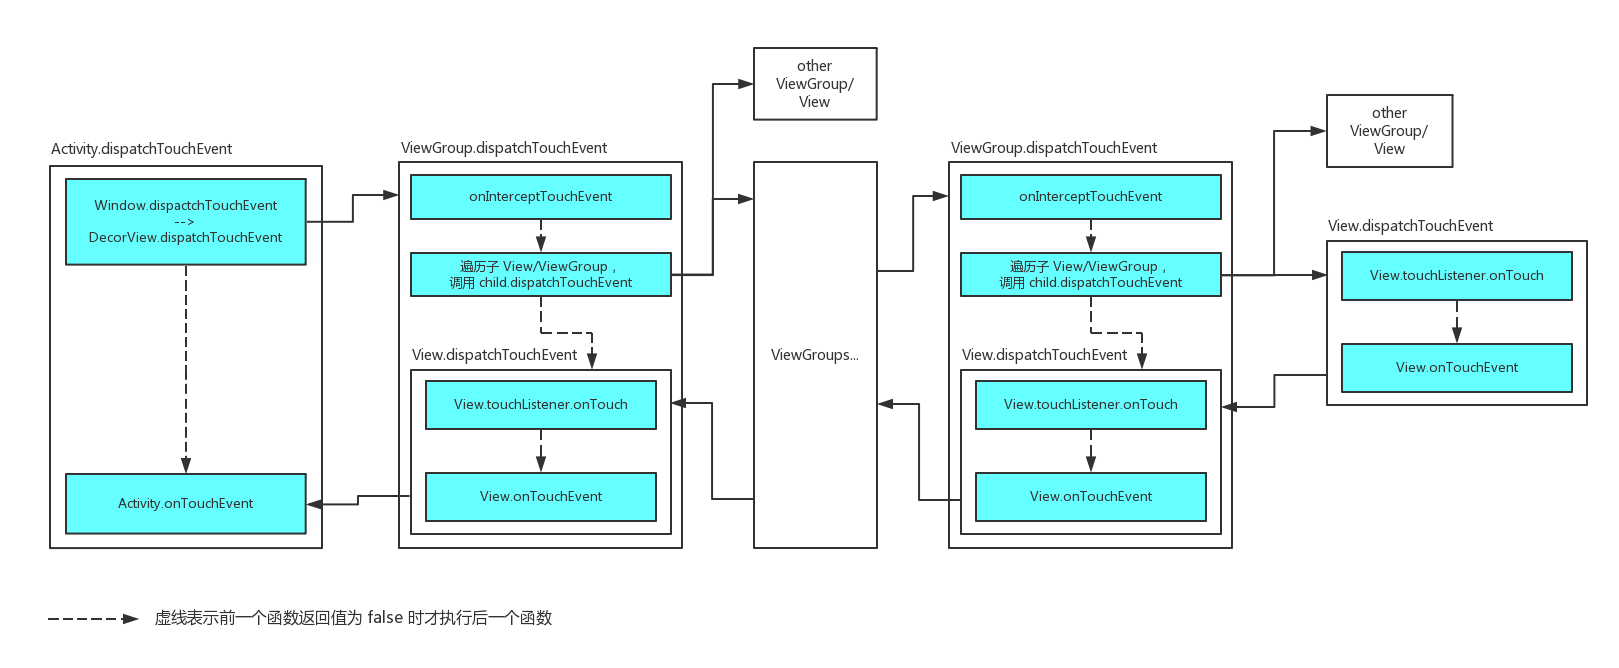 other
ViewGroup/
View
other
ViewGroup/
View
Activity.dispatchTouchEvent
Window.dispactchTouchEvent
-->
DecorView.dispatchTouchEvent
Activity.onTouchEvent
ViewGroup.dispatchTouchEvent
onInterceptTouchEvent
遍历子 View/ViewGroup ,
调用 child.dispatchTouchEvent
View.dispatchTouchEvent
View.touchListener.onTouch
View.onTouchEvent
ViewGroups...
ViewGroup.dispatchTouchEvent
onInterceptTouchEvent
遍历子 View/ViewGroup ,
调用 child.dispatchTouchEvent
View.dispatchTouchEvent
View.touchListener.onTouch
View.onTouchEvent
View.dispatchTouchEvent
View.touchListener.onTouch
View.onTouchEvent
虚线表示前一个函数返回值为 false 时才执行后一个函数